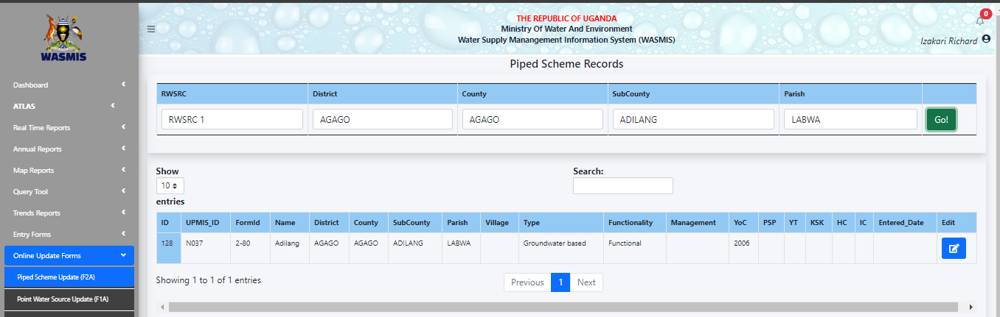 WASMIS
Dashboard
ATLAS
Real Time Reports
Annual Reports
Map Reports
Query Tool
Trends Reports
Entry Forms
Online Update Forms
Piped Scheme Update (F2A)
Point Water Source Update (F1A)
THE REPUBLIC OF UGANDA
Ministry Of Water And Environment
Water Supply Manangement Information System (WASMIS)
0
Izakari Richard
Piped Scheme Records
RWSRC District County SubCounty Parish
RWSRC 1 AGAGO AGAGO ADILANG LABWA Go!
Show Search:
10
entries
ID UPMIS_ID FormId Name District County SubCounty Parish Village Type Functionality Management YoC PSP YT KSK HC IC Entered_Date Edit
128 N037 2-80 Adilang AGAGO AGAGO ADILANG LABWA Groundwater based Functional 2006
Showing 1 to 1 of 1 entries Previous 1 Next